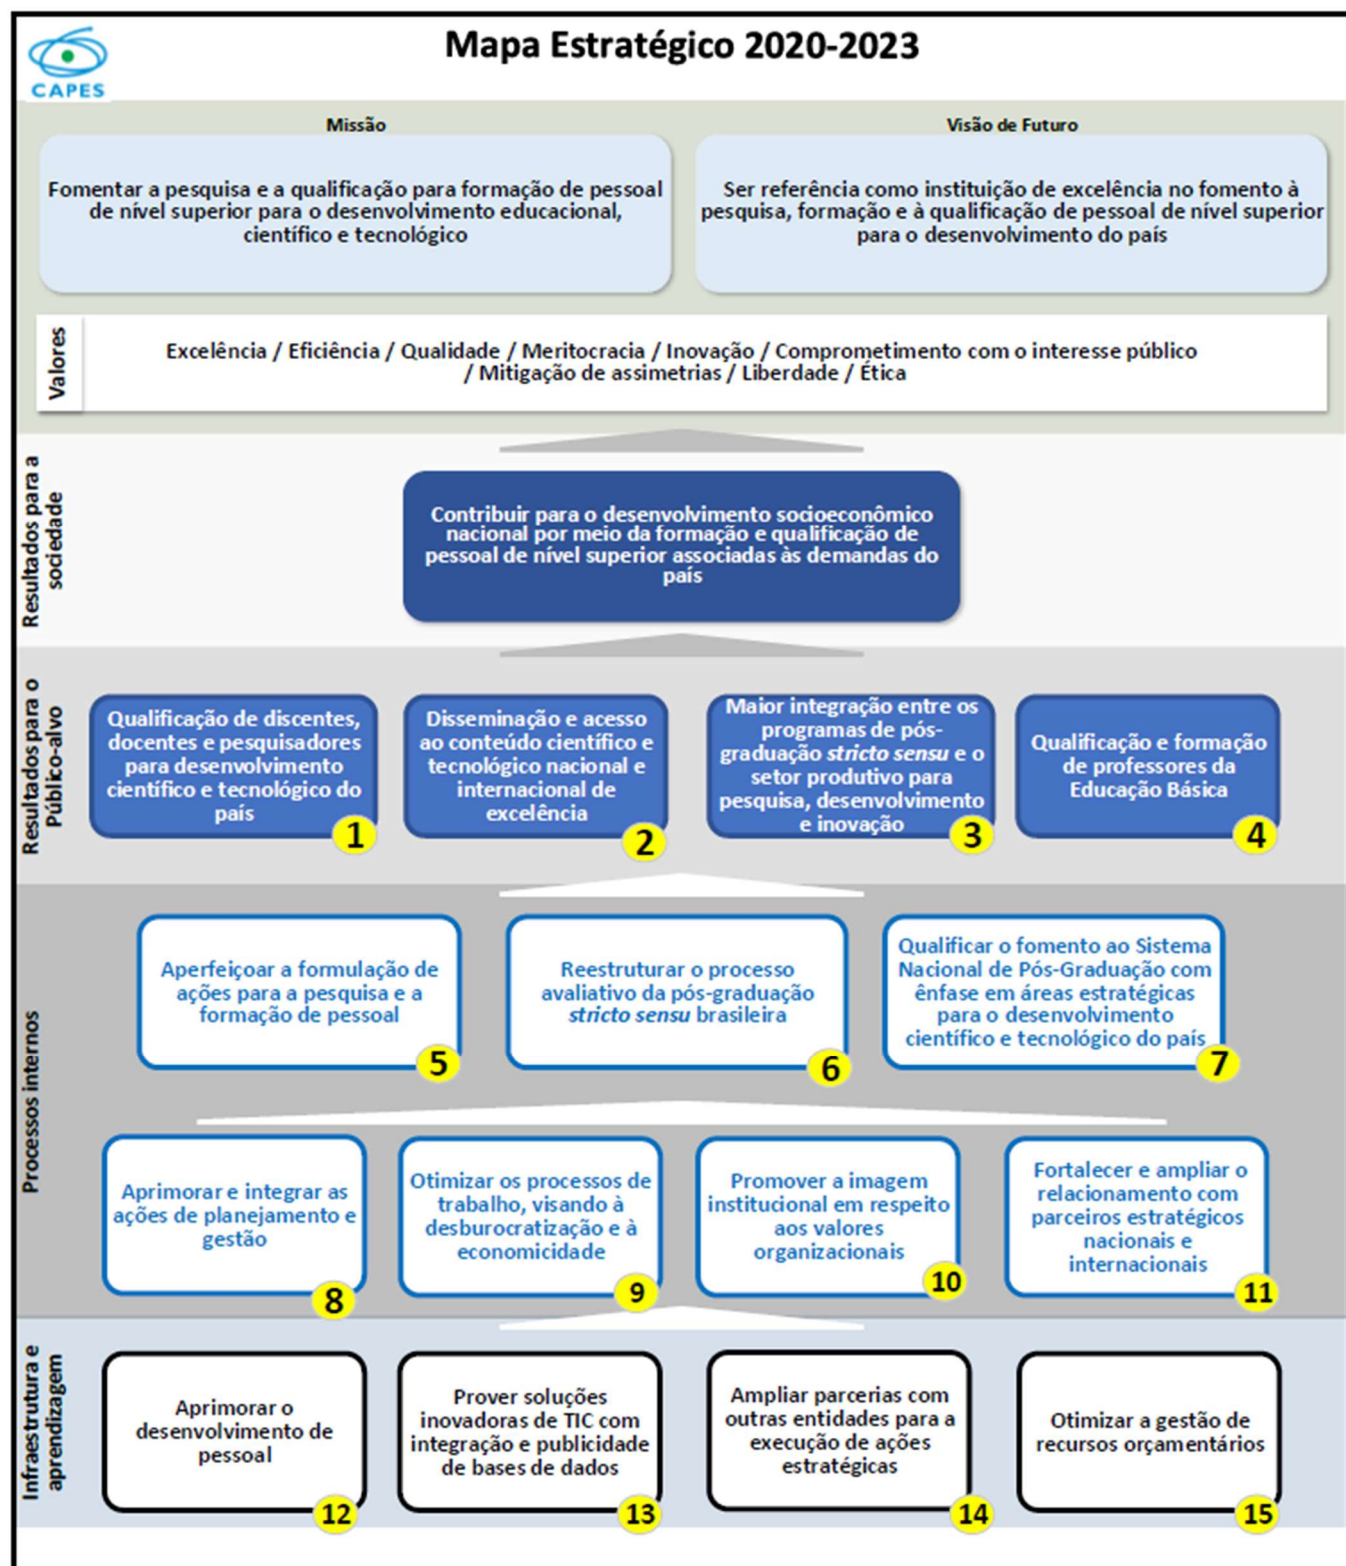 Mapa Estratégico 2020-2023
CAPES
Missão
Fomentar a pesquisa e a qualificação para formação de pessoal
de nível superior para o desenvolvimento educacional,
científico e tecnológico
Visão de Futuro
Ser referência como instituição de excelência no fomento à
pesquisa, formação e à qualificação de pessoal de nível superior
para o desenvolvimento do país
Valores
Excelência / Eficiência / Qualidade / Meritocracia / Inovação / Comprometimento com o interesse público
/ Mitigação de assimetrias / Liberdade / Ética
Resultados para a
sociedade
Contribuir para o desenvolvimento socioeconômico
nacional por meio da formação e qualificação de
pessoal de nível superior associadas às demandas do
país
Resultados para o
Público-alvo
Qualificação de discentes,
docentes e pesquisadores
para desenvolvimento
científico e tecnológico do
país
1
Disseminação e acesso
ao conteúdo científico e
tecnológico nacional e
internacional de
excelência
2
Maior integração entre os
programas de pós-
graduação stricto sensu e o
setor produtivo para
pesquisa, desenvolvimento
e inovação
3
Qualificação e formação
de professores da
Educação Básica
4
Processos internos
Aperfeiçoar a formulação de
ações para a pesquisa e a
formação de pessoal
5
Reestruturar o processo
avaliativo da pós-graduação
stricto sensu brasileira
6
Qualificar o fomento ao Sistema
Nacional de Pós-Graduação com
ênfase em áreas estratégicas
para o desenvolvimento
científico e tecnológico do país
7
Aprimorar e integrar as
ações de planejamento e
gestão
8
Otimizar os processos de
trabalho, visando à
desburocratização e à
economicidade
9
Promover a imagem
institucional em respeito
aos valores
organizacionais
10
Fortalecer e ampliar o
relacionamento com
parceiros estratégicos
nacionais e
internacionais
11
Infraestrutura e
aprendizagem
Aprimorar o
desenvolvimento de
pessoal
12
Prover soluções
inovadoras de TIC com
integração e publicidade
de bases de dados
13
Ampliar parcerias com
outras entidades para a
execução de ações
estratégicas
14
Otimizar a gestão de
recursos orçamentários
15